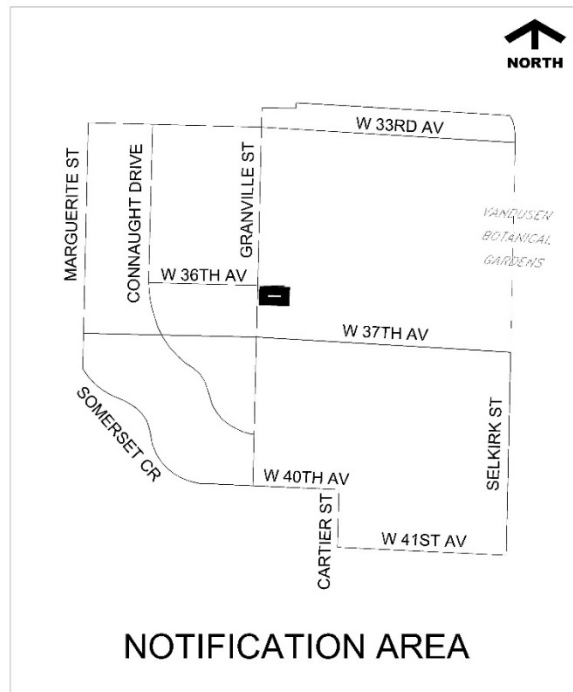 NORTH
W 33RD AV
MARGUERITE ST
CONNAUGHT DRIVE
GRANVILLE ST
VANDUSEN
BOTANICAL
GARDENS
W 36TH AV
W 37TH AV
SOMERSET CR
SELKIRK ST
W 40TH AV
CARTIER ST
W 41ST AV
NOTIFICATION AREA